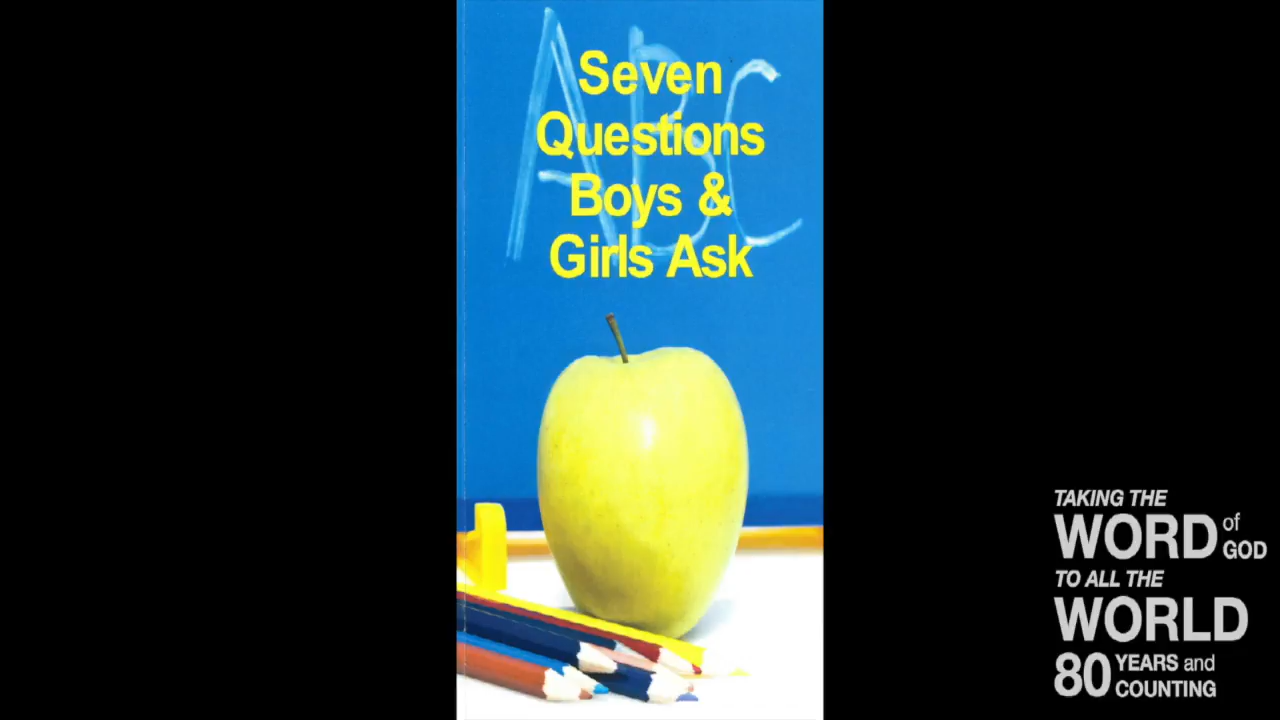 ABC
Seven
Questions
Boys &
Girls Ask
TAKING THE
WORD of GOD
TO ALL THE
WORLD
80 YEARS and
COUNTING